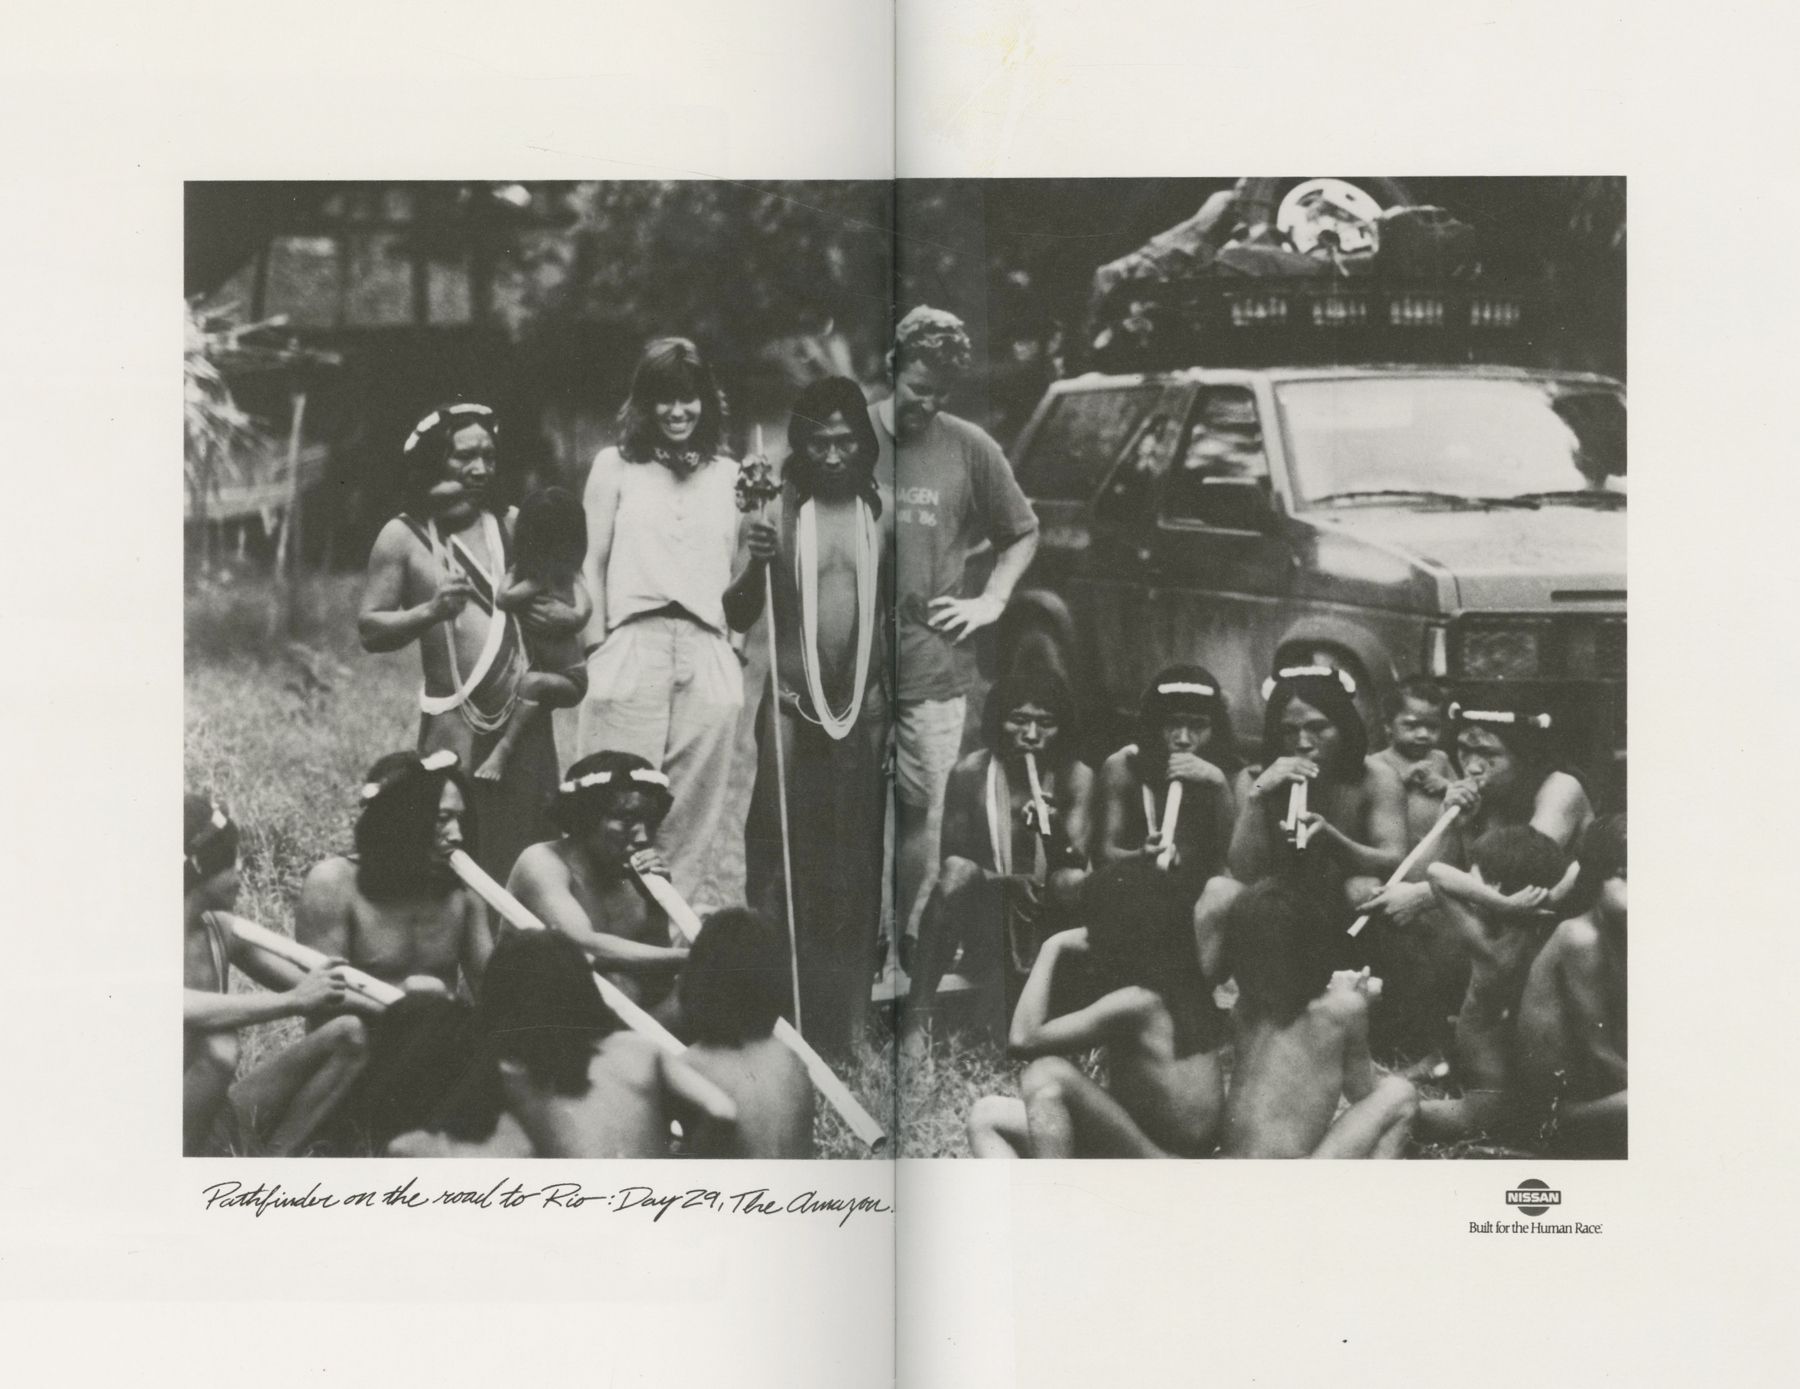 AGEN
'86
Pathfinder on the road to Rio: Day 29, The Amazon.
NISSAN
Built for the Human Race.